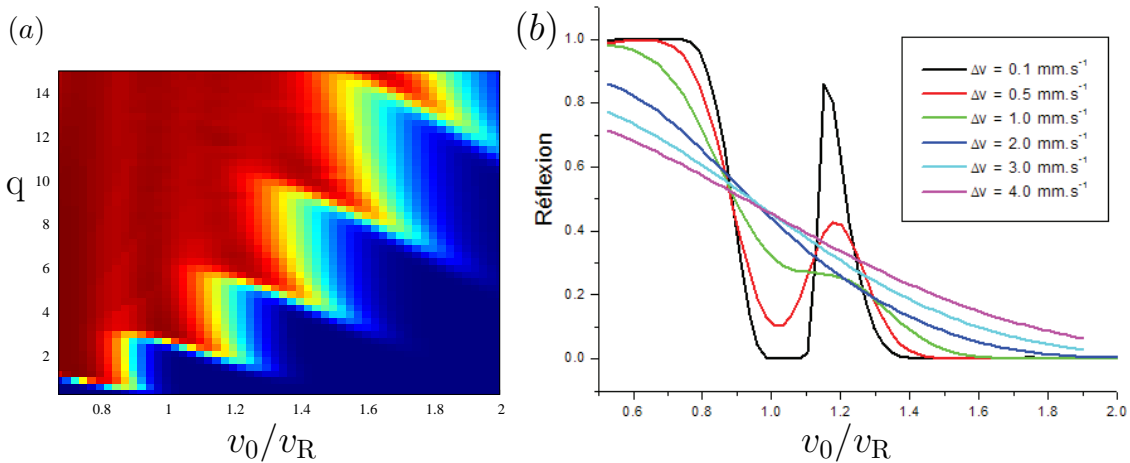 (a)
14
12
10
8
6
4
2
q
0.8 1 1.2 1.4 1.6 1.8 2
v₀/v_R
(b)
1.0
0.8
0.6
0.4
0.2
0.0
Réflexion
Δv = 0.1 mm.s⁻¹
Δv = 0.5 mm.s⁻¹
Δv = 1.0 mm.s⁻¹
Δv = 2.0 mm.s⁻¹
Δv = 3.0 mm.s⁻¹
Δv = 4.0 mm.s⁻¹
0.6 0.8 1.0 1.2 1.4 1.6 1.8 2.0
v₀/v_R